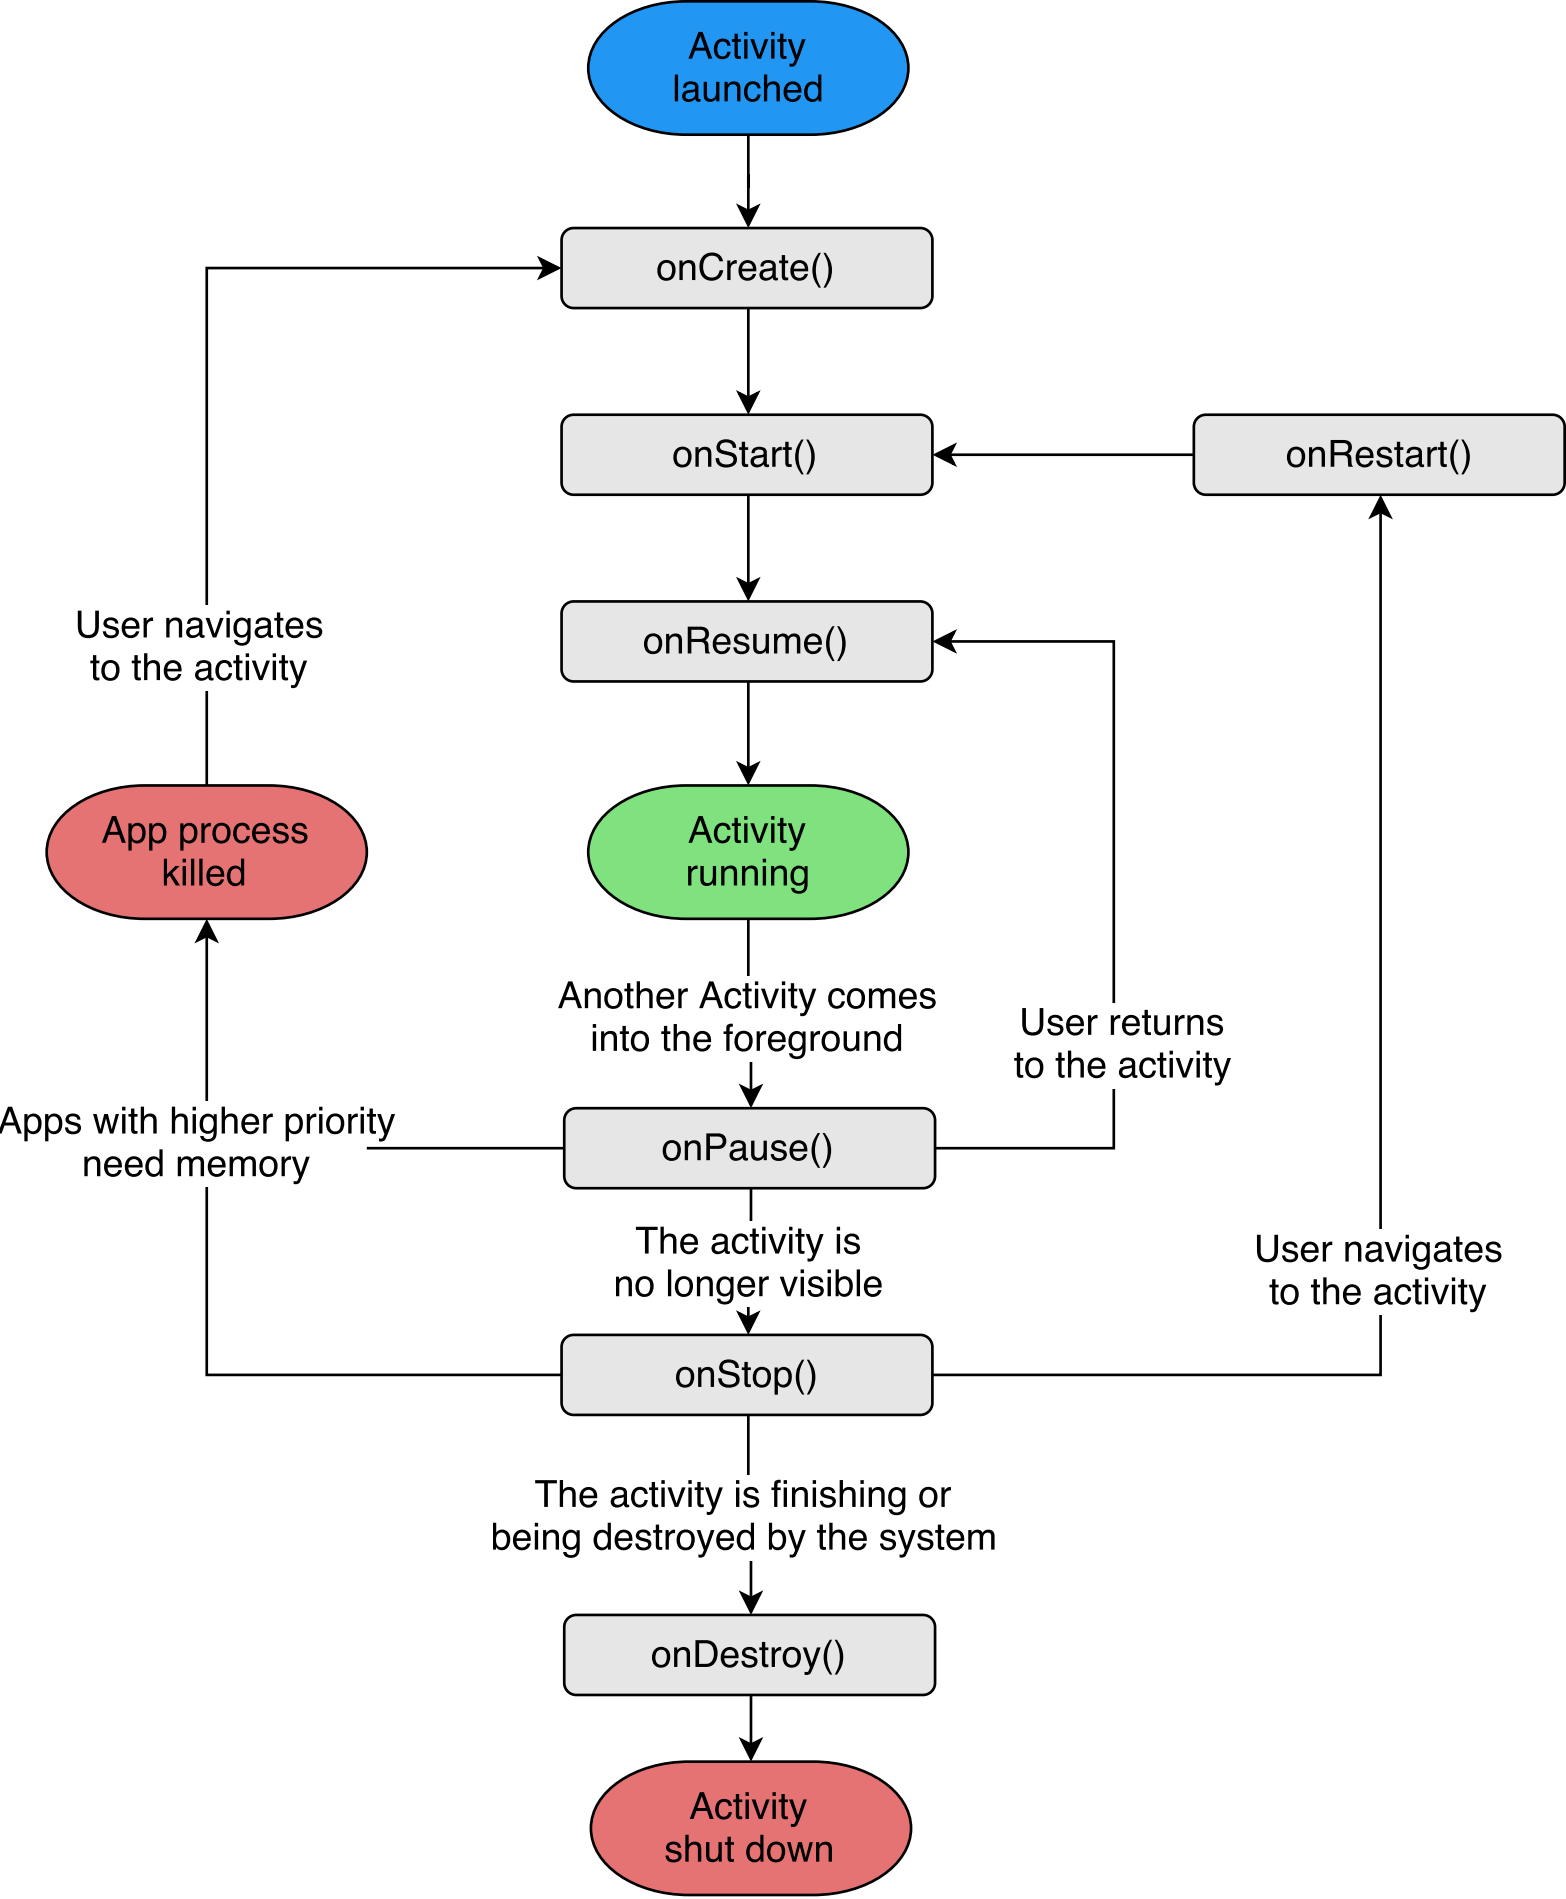 Activity
launched
onCreate()
onStart()
onRestart()
User navigates
to the activity
onResume()
App process
killed
Activity
running
Another Activity comes
into the foreground
User returns
to the activity
Apps with higher priority
need memory
onPause()
The activity is
no longer visible
User navigates
to the activity
onStop()
The activity is finishing or
being destroyed by the system
onDestroy()
Activity
shut down